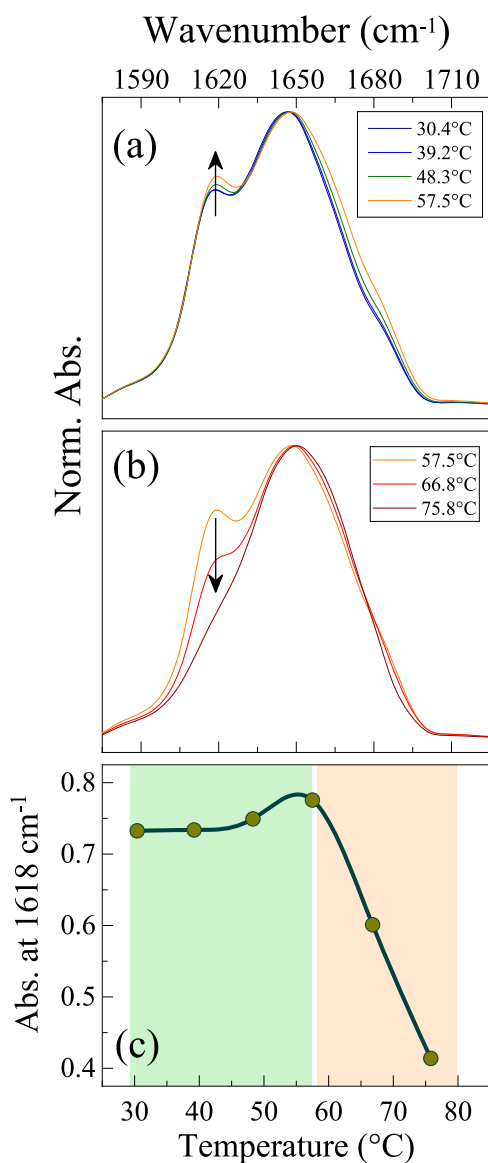 Wavenumber (cm-1)
1590 1620 1650 1680 1710
(a)
30.4°C
39.2°C
48.3°C
57.5°C
Norm. Abs.
(b)
57.5°C
66.8°C
75.8°C
Abs. at 1618 cm-1
0.8
0.7
0.6
0.5
0.4
(c)
30 40 50 60 70 80
Temperature (°C)